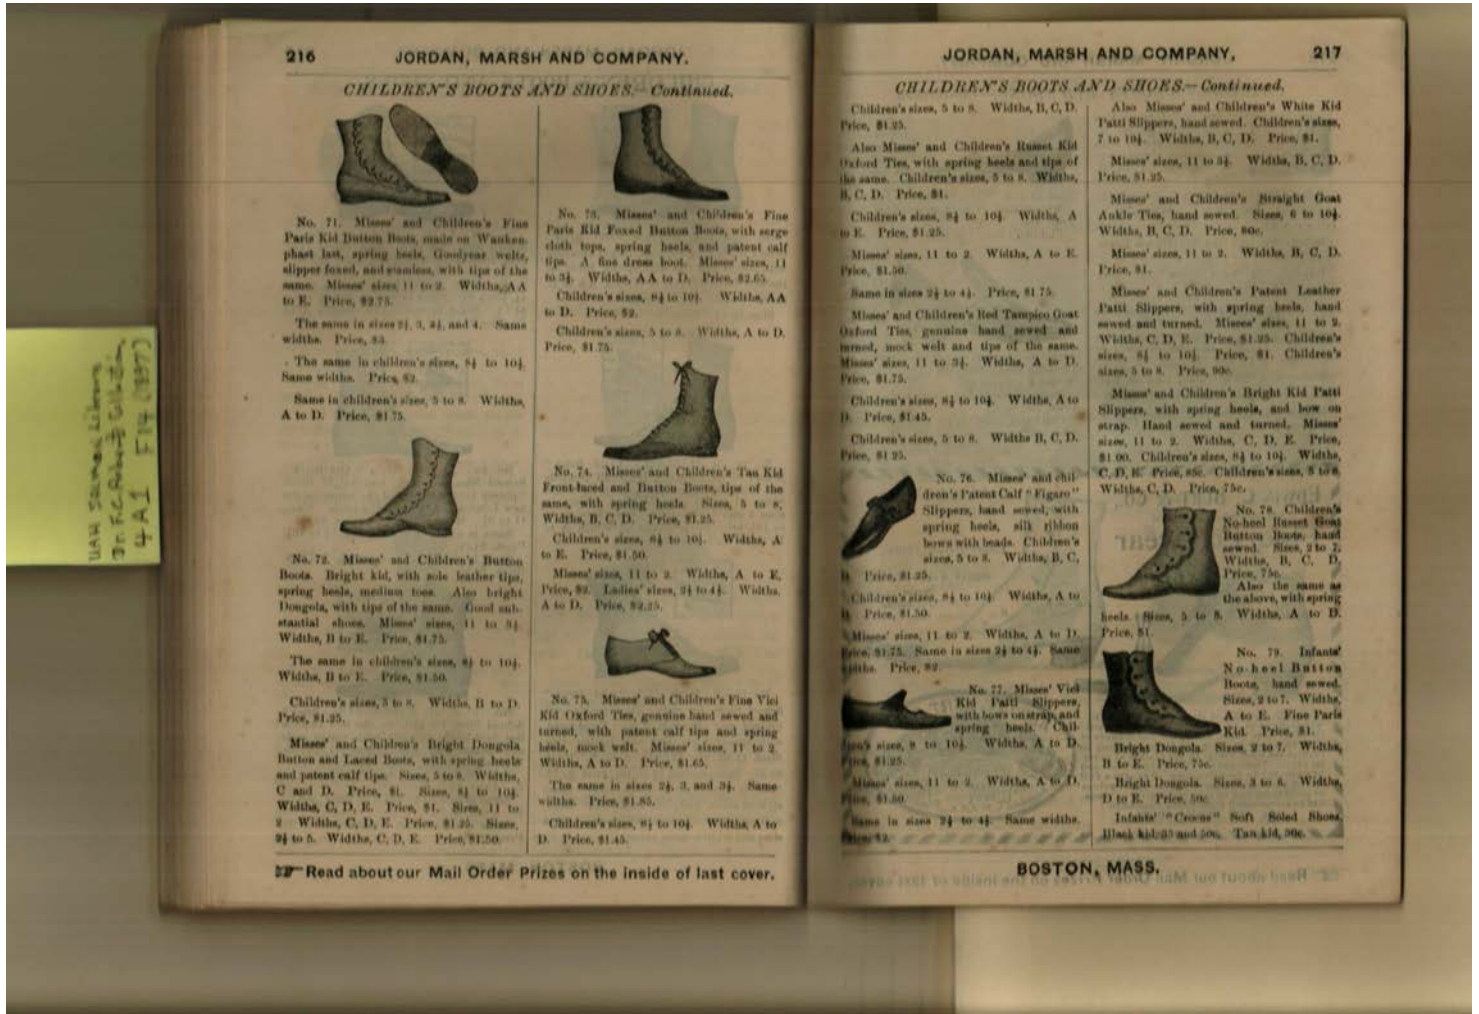 216 JORDAN, MARSH AND COMPANY.
CHILDREN'S BOOTS AND SHOES.—Continued.
No. 71. Misses' and Children's Fine
Paris Kid Button Boots, made on Wauken-
phast last, spring heels, Goodyear welts,
slipper foxed, and seamless, with tips of the
same. Misses' sizes, 11 to 2. Widths, AA
to E. Price, $2.75.
The same in sizes 2½, 3, 3½, and 4. Same
widths. Price, $3.
The same in children's sizes, 8½ to 10½.
Same widths. Price, $2.
Same in children's sizes, 5 to 8. Widths,
A to D. Price, $1.75.
No. 72. Misses' and Children's Button
Boots. Bright kid, with sole leather tips,
spring heels, medium toes. Also bright
Dongola, with tips of the same. Good sub-
stantial shoes. Misses' sizes, 11 to 3½.
Widths, B to E. Price, $1.75.
The same in children's sizes, 8½ to 10½.
Widths, B to E. Price, $1.50.
Children's sizes, 5 to 8. Widths, B to D.
Price, $1.25.
Misses' and Children's Bright Dongola
Button and Laced Boots, with spring heels
and patent calf tips. Sizes, 5 to 8. Widths,
C and D. Price, $1. Sizes, 8½ to 10½.
Widths, C, D, E. Price, $1. Sizes, 11 to
2 Widths, C, D, E. Price, $1.25. Sizes,
2½ to 5. Widths, C, D, E. Price, $1.50.
No. 73. Misses' and Children's Fine
Paris Kid Foxed Button Boots, with serge
cloth tops, spring heels, and patent calf
tips. A fine dress boot. Misses' sizes, 11
to 3½. Widths, AA to D. Price, $2.65.
Children's sizes, 8½ to 10½. Widths, AA
to D. Price, $2.
Children's sizes, 5 to 8. Widths, A to D.
Price, $1.75.
No. 74. Misses' and Children's Tan Kid
Front-laced and Button Boots, tips of the
same, with spring heels. Sizes, 5 to 8,
Widths, B, C, D. Price, $1.25.
Children's sizes, 8½ to 10½. Widths, A
to E. Price, $1.50.
Misses' sizes, 11 to 2. Widths, A to E,
Price, $2. Ladies' sizes, 2½ to 4½. Widths,
A to D. Price, $2.25.
No. 75. Misses' and Children's Fine Vici
Kid Oxford Ties, genuine hand sewed and
turned, with patent calf tips and spring
heels, mock welt. Misses' sizes, 11 to 2.
Widths, A to D. Price, $1.65.
The same in sizes 2½, 3, and 3½. Same
widths. Price, $1.85.
Children's sizes, 8½ to 10½. Widths, A to
D. Price, $1.45.
Read about our Mail Order Prizes on the inside of last cover.
JORDAN, MARSH AND COMPANY, 217
CHILDREN'S BOOTS AND SHOES.—Continued.
Children's sizes, 5 to 8. Widths, B, C, D.
Price, $1.25.
Also Misses' and Children's Russet Kid
Oxford Ties, with spring heels and tips of
the same. Children's sizes, 5 to 8. Widths,
B, C, D. Price, $1.
Children's sizes, 8½ to 10½. Widths, A
to E. Price, $1.25.
Misses' sizes, 11 to 2. Widths, A to E.
Price, $1.50.
Same in sizes 2½ to 4½. Price, $1.75.
Misses' and Children's Red Tampico Goat
Oxford Ties, genuine hand sewed and
turned, mock welt and tips of the same.
Misses' sizes, 11 to 3½. Widths, A to D.
Price, $1.75.
Children's sizes, 8½ to 10½. Widths, A to
D. Price, $1.45.
Children's sizes, 5 to 8. Widths B, C, D.
Price, $1.25.
No. 76. Misses' and chil-
dren's Patent Calf "Figaro"
Slippers, hand sewed, with
spring heels, silk ribbon
bows with beads. Children's
sizes, 5 to 8. Widths, B, C,
D. Price, $1.25.
Children's sizes, 8½ to 10½. Widths, A to
D. Price, $1.50.
Misses' sizes, 11 to 2. Widths, A to D.
Price, $1.75. Same in sizes 2½ to 4½. Same
widths. Price, $2.
No. 77. Misses' Vici
Kid Patti Slippers,
with bows on strap, and
spring heels. Chil-
dren's sizes, 8 to 10½. Widths, A to D.
Price, $1.25.
Misses' sizes, 11 to 2. Widths, A to D.
Price, $1.50.
Same in sizes 2½ to 4½ Same widths.
Price, $2.
Also Misses' and Children's White Kid
Patti Slippers, hand sewed. Children's sizes,
7 to 10½. Widths, B, C, D. Price, $1.
Misses' sizes, 11 to 3½. Widths, B, C, D.
Price, $1.25.
Misses' and Children's Straight Goat
Ankle Ties, hand sewed. Sizes, 6 to 10½.
Widths, B, C, D. Price, 80c.
Misses' sizes, 11 to 2. Widths, B, C, D.
Price, $1.
Misses' and Children's Patent Leather
Patti Slippers, with spring heels, hand
sewed and turned. Misses' sizes, 11 to 2.
Widths, C, D, E. Price, $1.25. Children's
sizes, 8½ to 10½. Price, $1. Children's
sizes, 5 to 8. Price, 90c.
Misses' and Children's Bright Kid Patti
Slippers, with spring heels, and bow on
strap. Hand sewed and turned. Misses'
sizes, 11 to 2. Widths, C, D, E. Price,
$1.00. Children's sizes, 8½ to 10½. Widths,
C, D, E. Price, 85c. Children's sizes, 5 to 8.
Widths, C, D. Price, 75c.
No. 78. Children's
No-heel Russet Goat
Button Boots, hand
sewed. Sizes, 2 to 7.
Widths, B, C, D.
Price, 75c.
Also the same as
the above, with spring
heels. Sizes, 5 to 8. Widths, A to D.
Price, $1.
No. 79. Infants'
No-heel Button
Boots, hand sewed.
Sizes, 2 to 7. Widths,
A to E. Fine Paris
Kid. Price, $1.
Bright Dongola. Sizes, 2 to 7. Widths,
B to E. Price, 75c.
Bright Dongola. Sizes, 3 to 6. Widths,
D to E. Price, 50c.
Infants' "Crocus" Soft Soled Shoes,
Black kid, 35 and 50c. Tan kid, 50c.
BOSTON, MASS.
UAH Salmon Library
Dr. F.C. Roberts Collection
4 A1 F14 (1897)